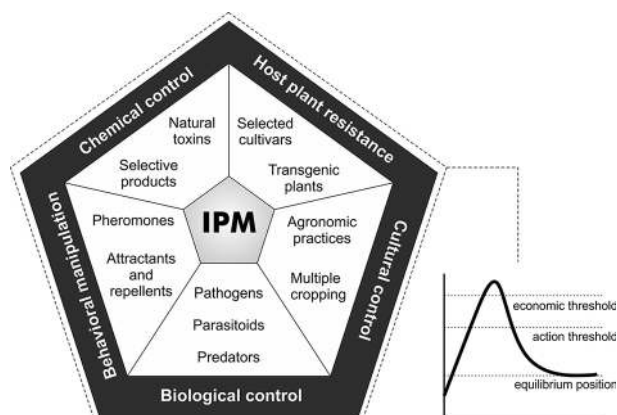 Chemical control
Host plant resistance
Natural
toxins
Selected
cultivars
Selective
products
Transgenic
plants
Behavioral manipulation
Pheromones
Attractants
and
repellents
IPM
Agronomic
practices
Multiple
cropping
Cultural control
Pathogens
Parasitoids
Predators
Biological control
economic threshold
action threshold
equilibrium position